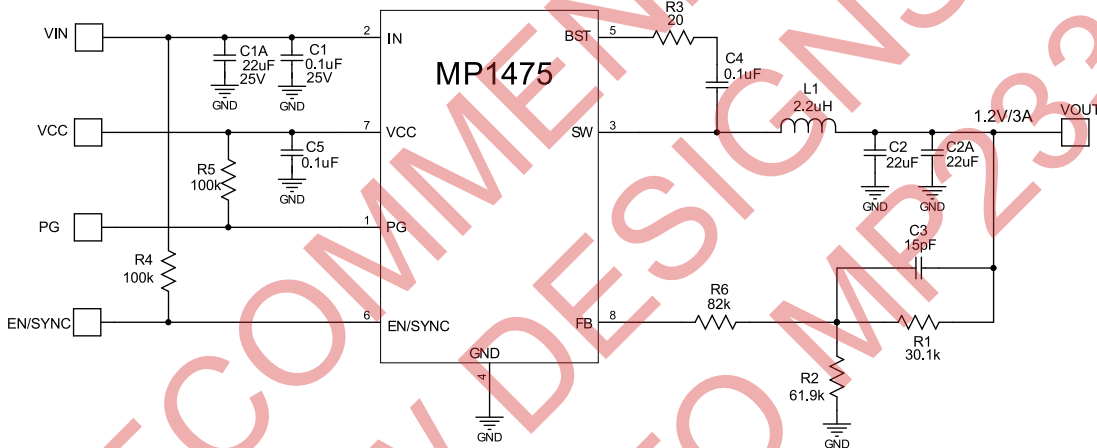 VIN
2
IN
C1A
22uF
25V
GND
C1
0.1uF
25V
GND
MP1475
BST
5
R3
20
C4
0.1uF
VCC
7
VCC
C5
0.1uF
GND
R5
100k
SW
3
L1
2.2uH
1.2V/3A
VOUT
C2
22uF
GND
C2A
22uF
GND
PG
1
PG
R4
100k
C3
15pF
EN/SYNC
6
EN/SYNC
FB
8
R6
82k
R1
30.1k
R2
61.9k
GND
GND
4
GND
ECOMMEN
DESIGNS
O MP233